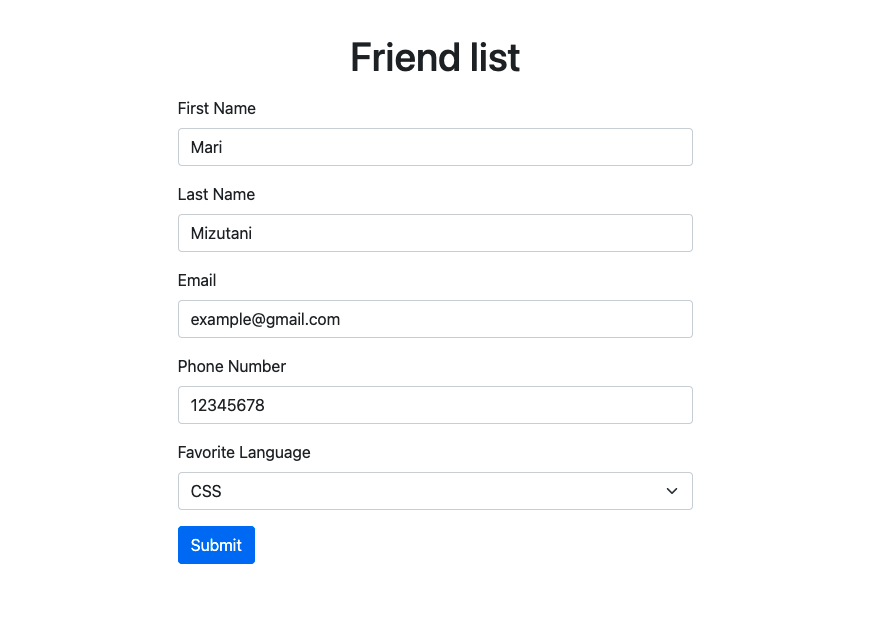 Friend list
First Name
Mari
Last Name
Mizutani
Email
example@gmail.com
Phone Number
12345678
Favorite Language
CSS
Submit